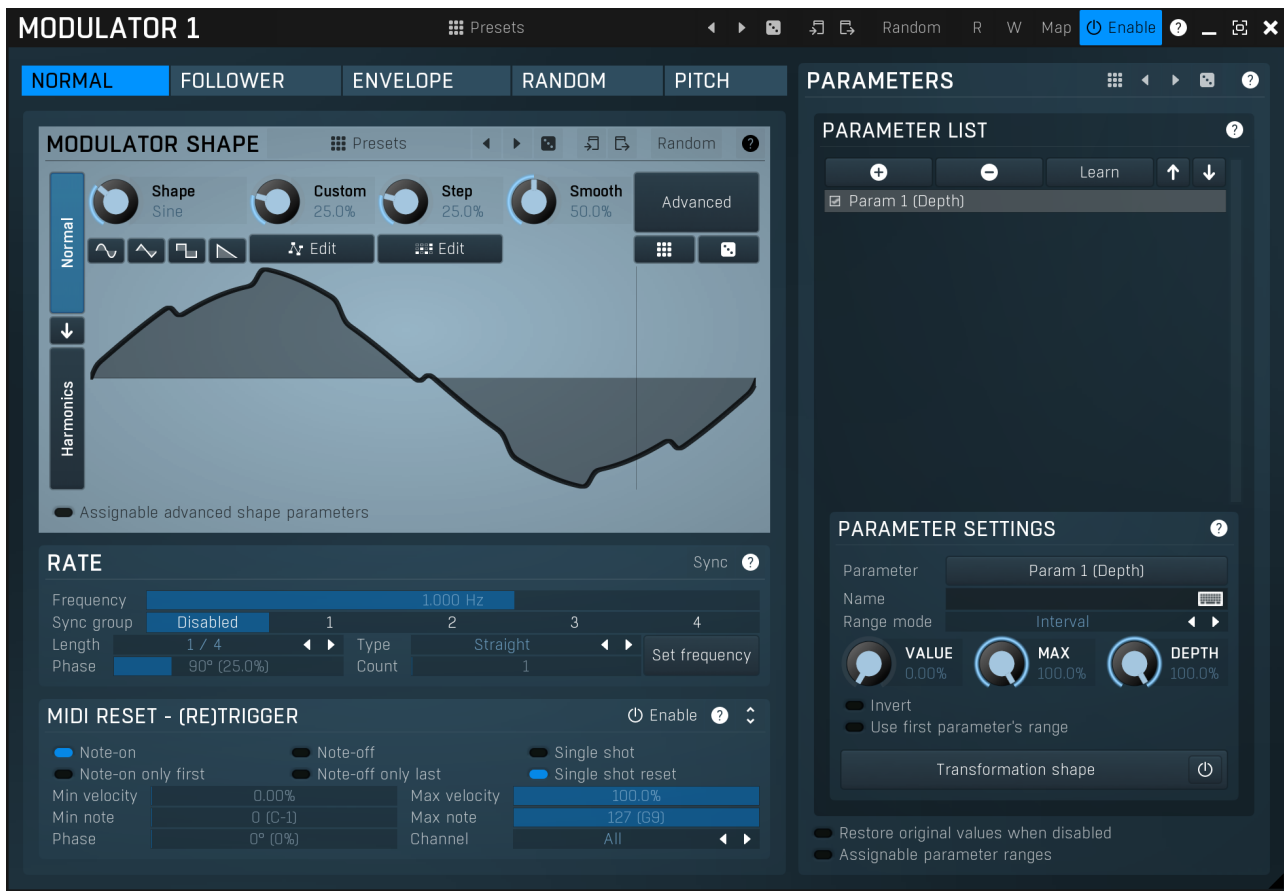 MODULATOR 1 Presets Random R W Map Enable ?
NORMAL FOLLOWER ENVELOPE RANDOM PITCH
MODULATOR SHAPE Presets Random ?
Normal
Harmonics
Shape Sine
Custom 25.0%
Step 25.0%
Smooth 50.0%
Advanced
Edit Edit
Assignable advanced shape parameters
RATE Sync ?
Frequency 1.000 Hz
Sync group Disabled 1 2 3 4
Length 1 / 4 Type Straight
Set frequency
Phase 90° (25.0%) Count 1
MIDI RESET - (RE)TRIGGER Enable ?
Note-on Note-off Single shot
Note-on only first Note-off only last Single shot reset
Min velocity 0.00% Max velocity 100.0%
Min note 0 (C-1) Max note 127 (G9)
Phase 0° (0%) Channel All
PARAMETERS ?
PARAMETER LIST ?
Learn
Param 1 (Depth)
PARAMETER SETTINGS ?
Parameter Param 1 (Depth)
Name
Range mode Interval
VALUE 0.00%
MAX 100.0%
DEPTH 100.0%
Invert
Use first parameter's range
Transformation shape
Restore original values when disabled
Assignable parameter ranges